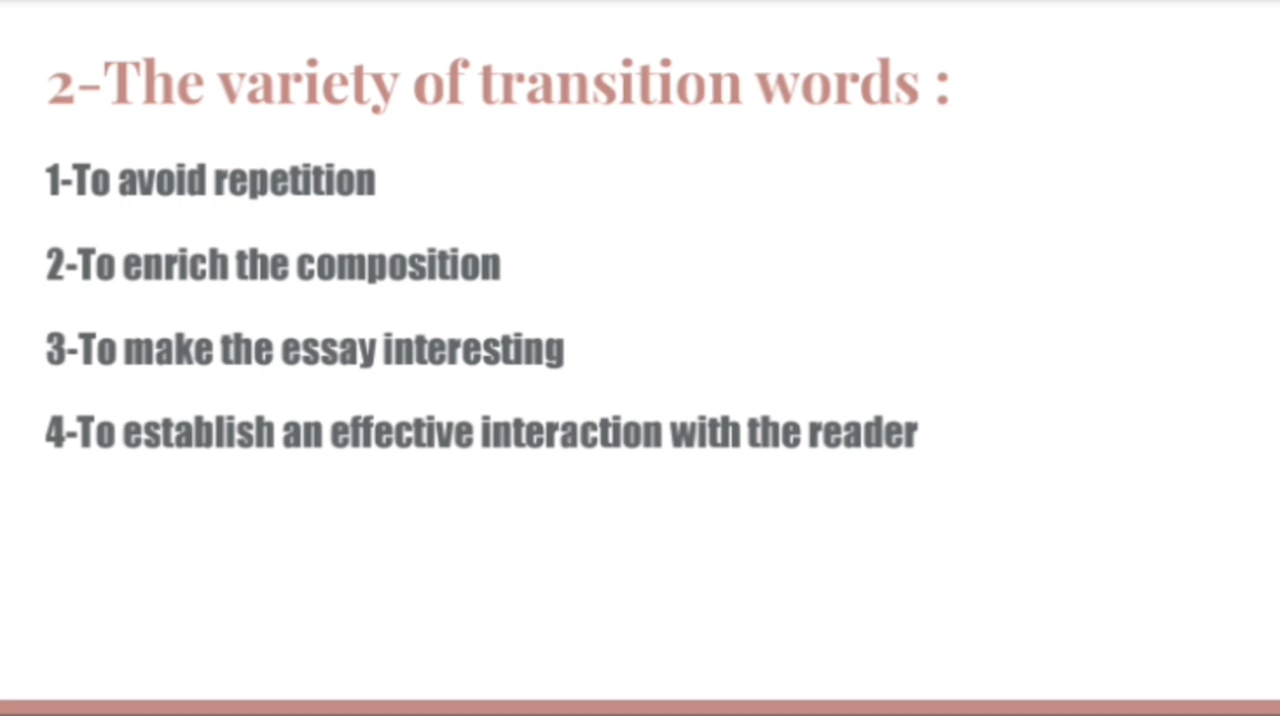 2-The variety of transition words :
1-To avoid repetition
2-To enrich the composition
3-To make the essay interesting
4-To establish an effective interaction with the reader